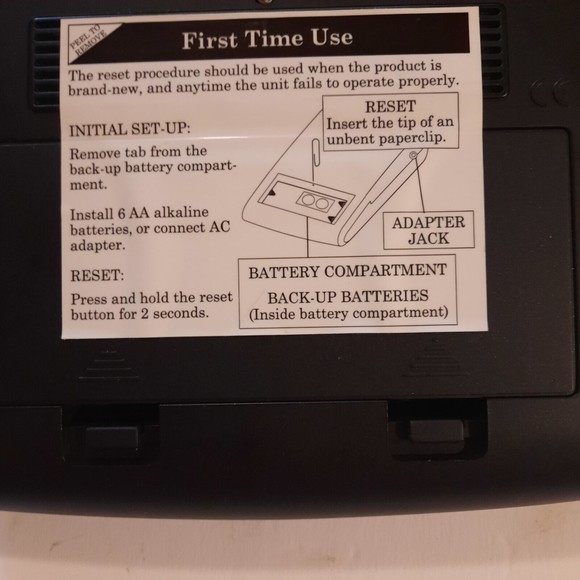 PEEL TO
REMOVE
First Time Use
The reset procedure should be used when the product is
brand-new, and anytime the unit fails to operate properly.
INITIAL SET-UP:
Remove tab from the
back-up battery compart-
ment.
Install 6 AA alkaline
batteries, or connect AC
adapter.
RESET:
Press and hold the reset
button for 2 seconds.
RESET
Insert the tip of an
unbent paperclip.
ADAPTER
JACK
BATTERY COMPARTMENT
BACK-UP BATTERIES
(Inside battery compartment)